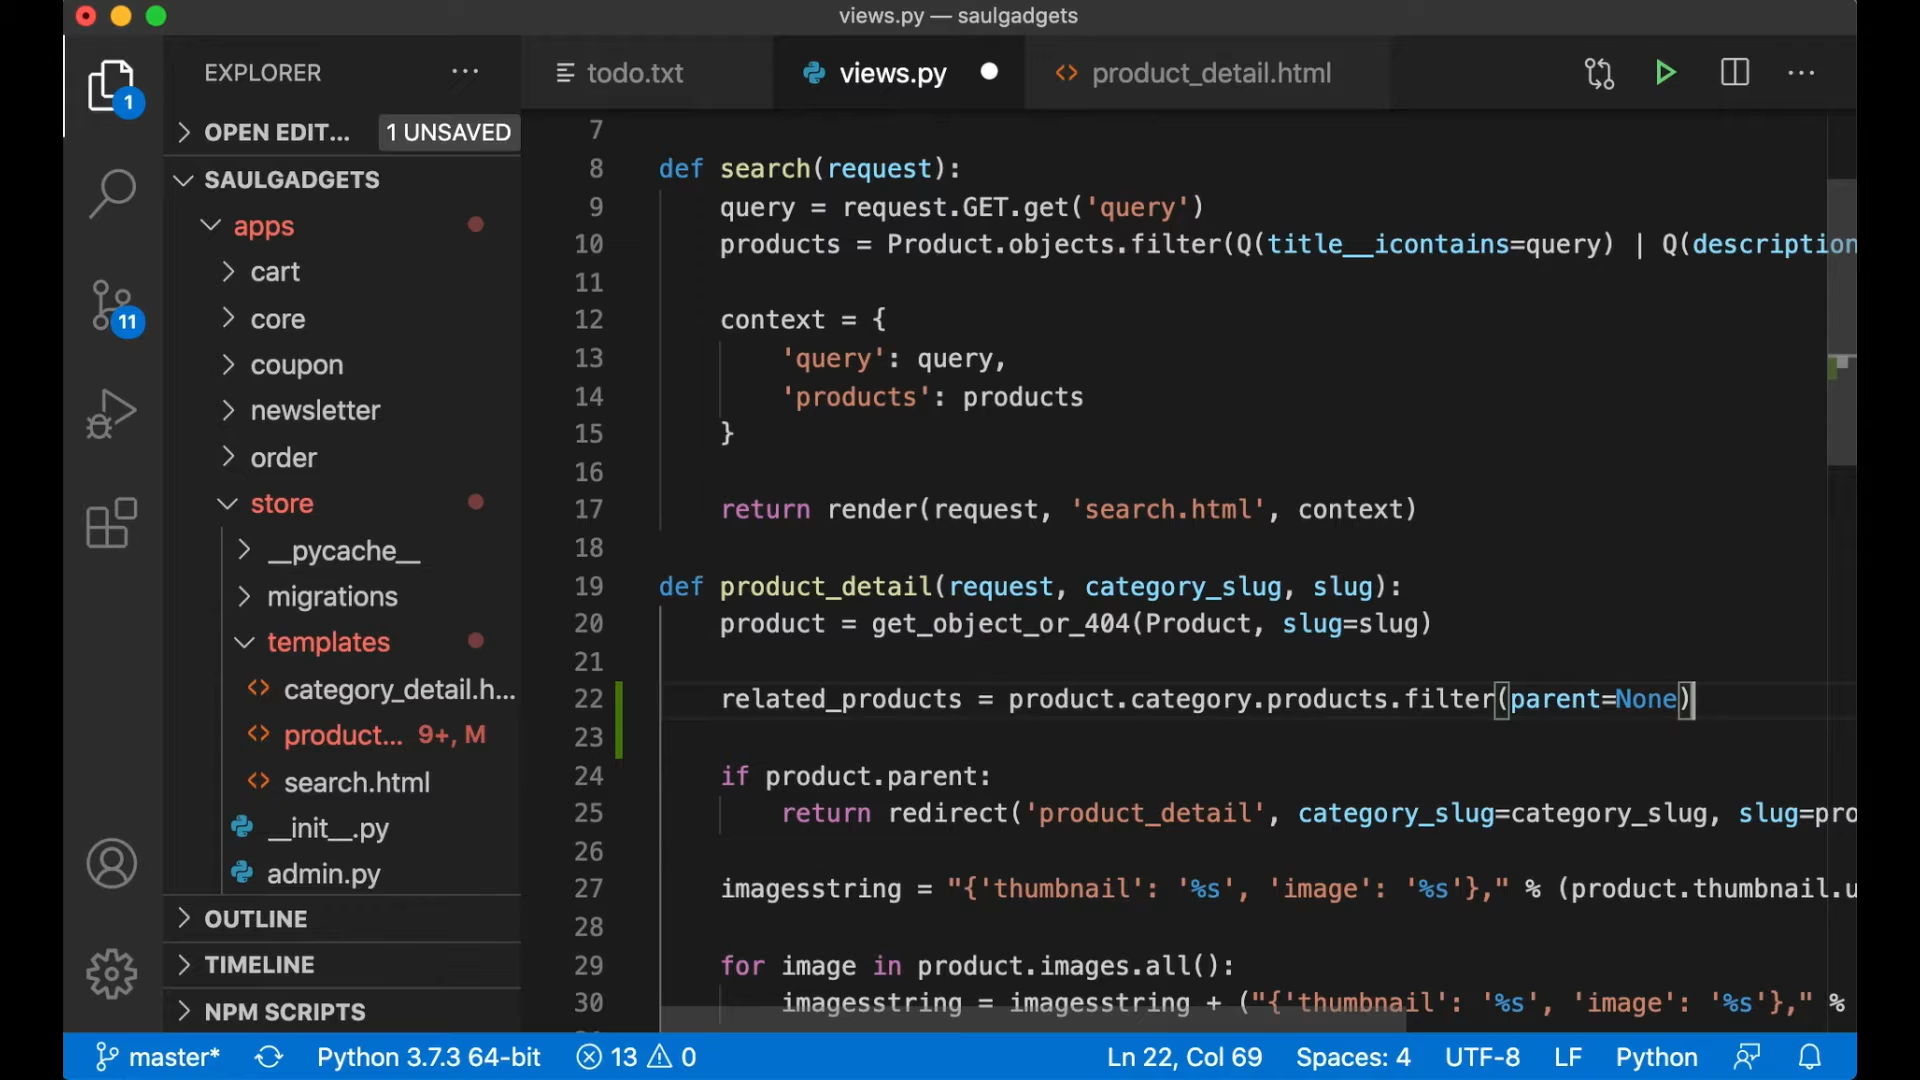 views.py — saulgadgets
EXPLORER
todo.txt
views.py
product_detail.html
1
OPEN EDIT...
1 UNSAVED
SAULGADGETS
apps
cart
core
coupon
newsletter
order
store
__pycache__
migrations
templates
category_detail.h...
product... 9+, M
search.html
__init__.py
admin.py
OUTLINE
TIMELINE
NPM SCRIPTS
11
7
8 def search(request):
9 query = request.GET.get('query')
10 products = Product.objects.filter(Q(title__icontains=query) | Q(description
11
12 context = {
13 'query': query,
14 'products': products
15 }
16
17 return render(request, 'search.html', context)
18
19 def product_detail(request, category_slug, slug):
20 product = get_object_or_404(Product, slug=slug)
21
22 related_products = product.category.products.filter(parent=None)
23
24 if product.parent:
25 return redirect('product_detail', category_slug=category_slug, slug=pro
26
27 imagesstring = "{'thumbnail': '%s', 'image': '%s'}," % (product.thumbnail.u
28
29 for image in product.images.all():
30 imagesstring = imagesstring + ("{'thumbnail': '%s', 'image': '%s'}," %
master*
Python 3.7.3 64-bit
13
0
Ln 22, Col 69
Spaces: 4
UTF-8
LF
Python